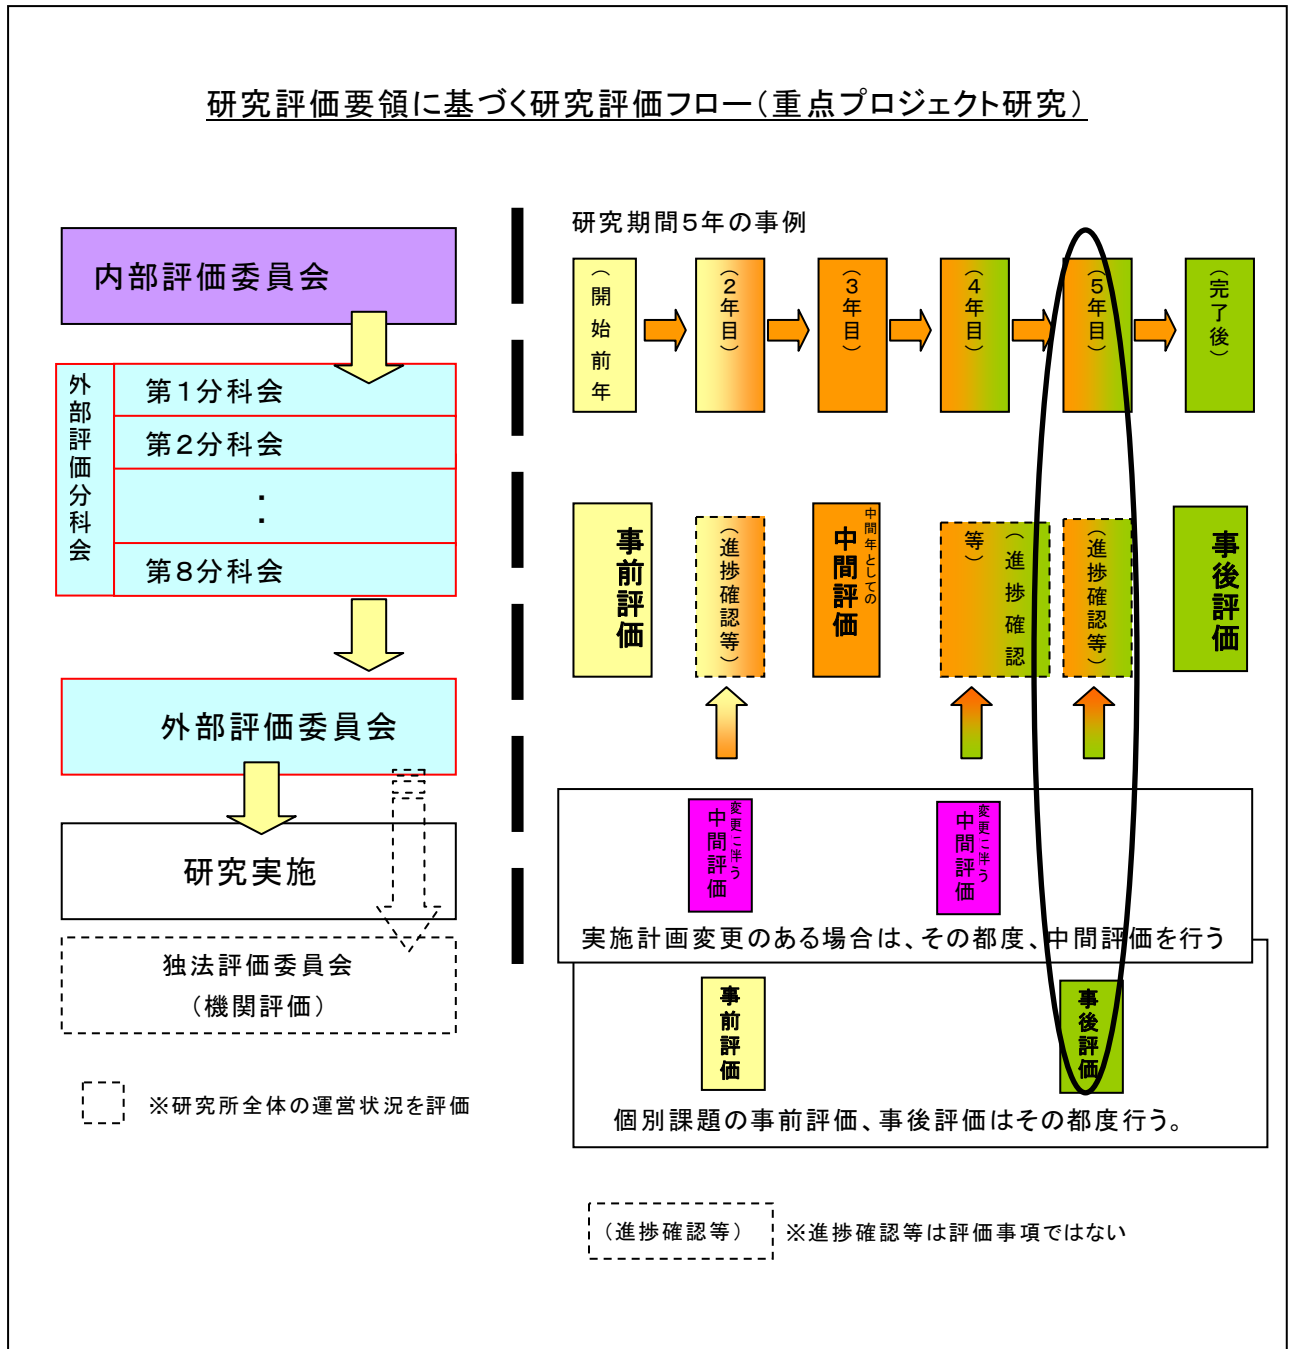 研究評価要領に基づく研究評価フロー（重点プロジェクト研究）
内部評価委員会
外部評価分科会
第１分科会
第２分科会
・
・
第８分科会
外部評価委員会
研究実施
独法評価委員会
（機関評価）
※研究所全体の運営状況を評価
研究期間５年の事例
（開始前年
（２年目）
（３年目）
（４年目）
（５年目）
（完了後）
事前評価
（進捗確認等）
中間年としての
中間評価
（進捗確認
等）
（進捗確認等）
事後評価
変更に伴う
中間評価
変更に伴う
中間評価
実施計画変更のある場合は、その都度、中間評価を行う
事前評価
事後評価
個別課題の事前評価、事後評価はその都度行う。
（進捗確認等）
※進捗確認等は評価事項ではない